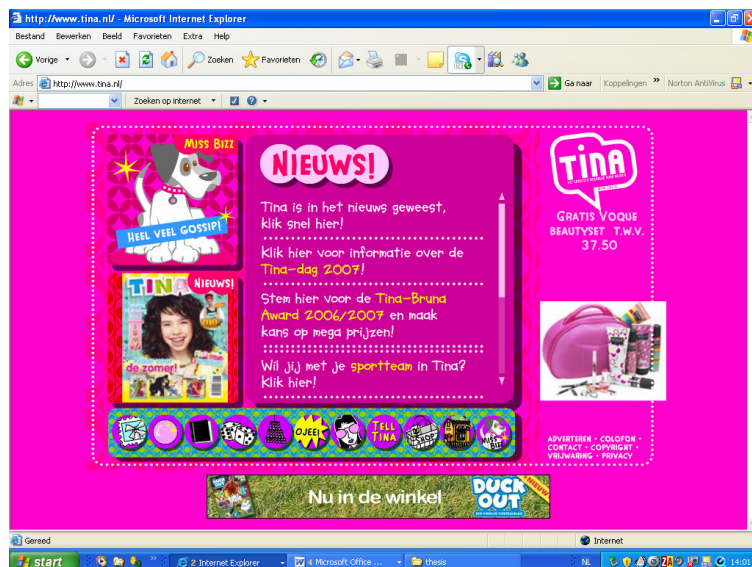 http://www.tina.nl/ - Microsoft Internet Explorer
Bestand Bewerken Beeld Favorieten Extra Help
Vorige Zoeken Favorieten
Adres http://www.tina.nl/ Ga naar Koppelingen » Norton AntiVirus
Zoeken op internet
MISS BIZZ
HEEL VEEL GOSSIP!
NIEUWS!
TINA
de zomer!
NIEUWS!
Tina is in het nieuws geweest,
klik snel hier!
Klik hier voor informatie over de
Tina-dag 2007!
Stem hier voor de Tina-Bruna
Award 2006/2007 en maak
kans op mega prijzen!
Wil jij met je sportteam in Tina?
Klik hier!
TINA
GRATIS VOQUE
BEAUTYSET T.W.V.
37.50
OJEE!
TELL
TINA
SHOP
MISS
BIZZ
ADVERTEREN • COLOFON •
CONTACT • COPYRIGHT •
VRIJWARING • PRIVACY
Nu in de winkel
DUCK
OUT
NIEUW
Gereed Internet
start » 2 Internet Explorer 4 Microsoft Office ... thesis NL 14:01